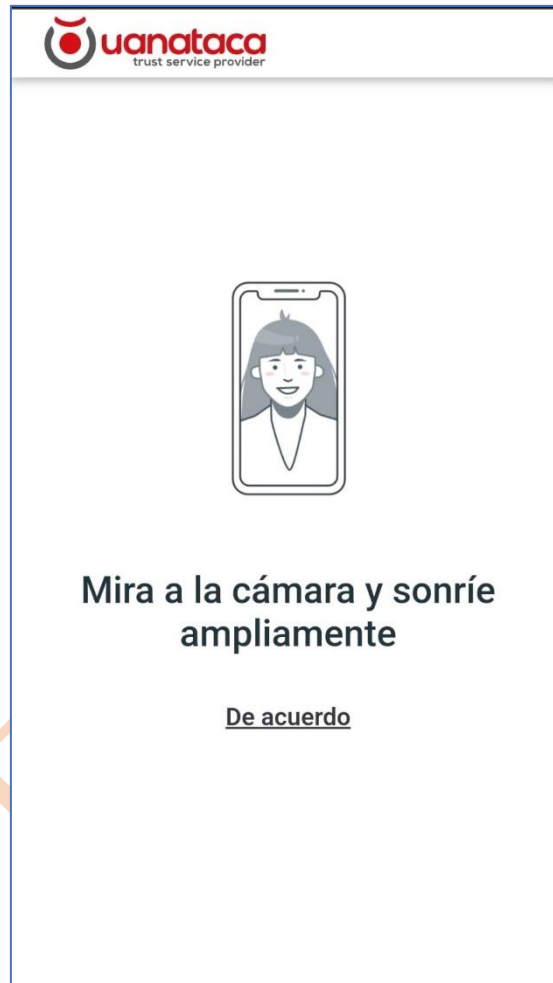 uanataca
trust service provider
Mira a la cámara y sonríe
ampliamente
De acuerdo